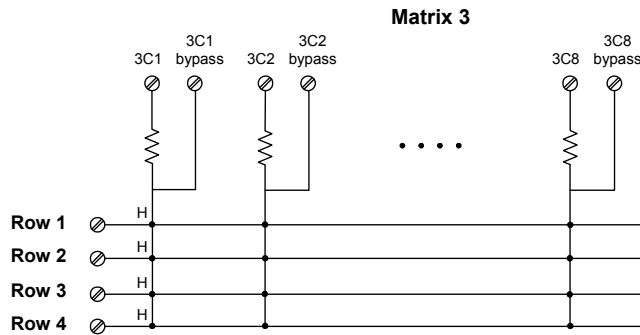 Matrix 3
3C1
3C1
bypass
3C2
3C2
bypass
3C8
3C8
bypass
H
Row 1
H
Row 2
H
Row 3
H
Row 4